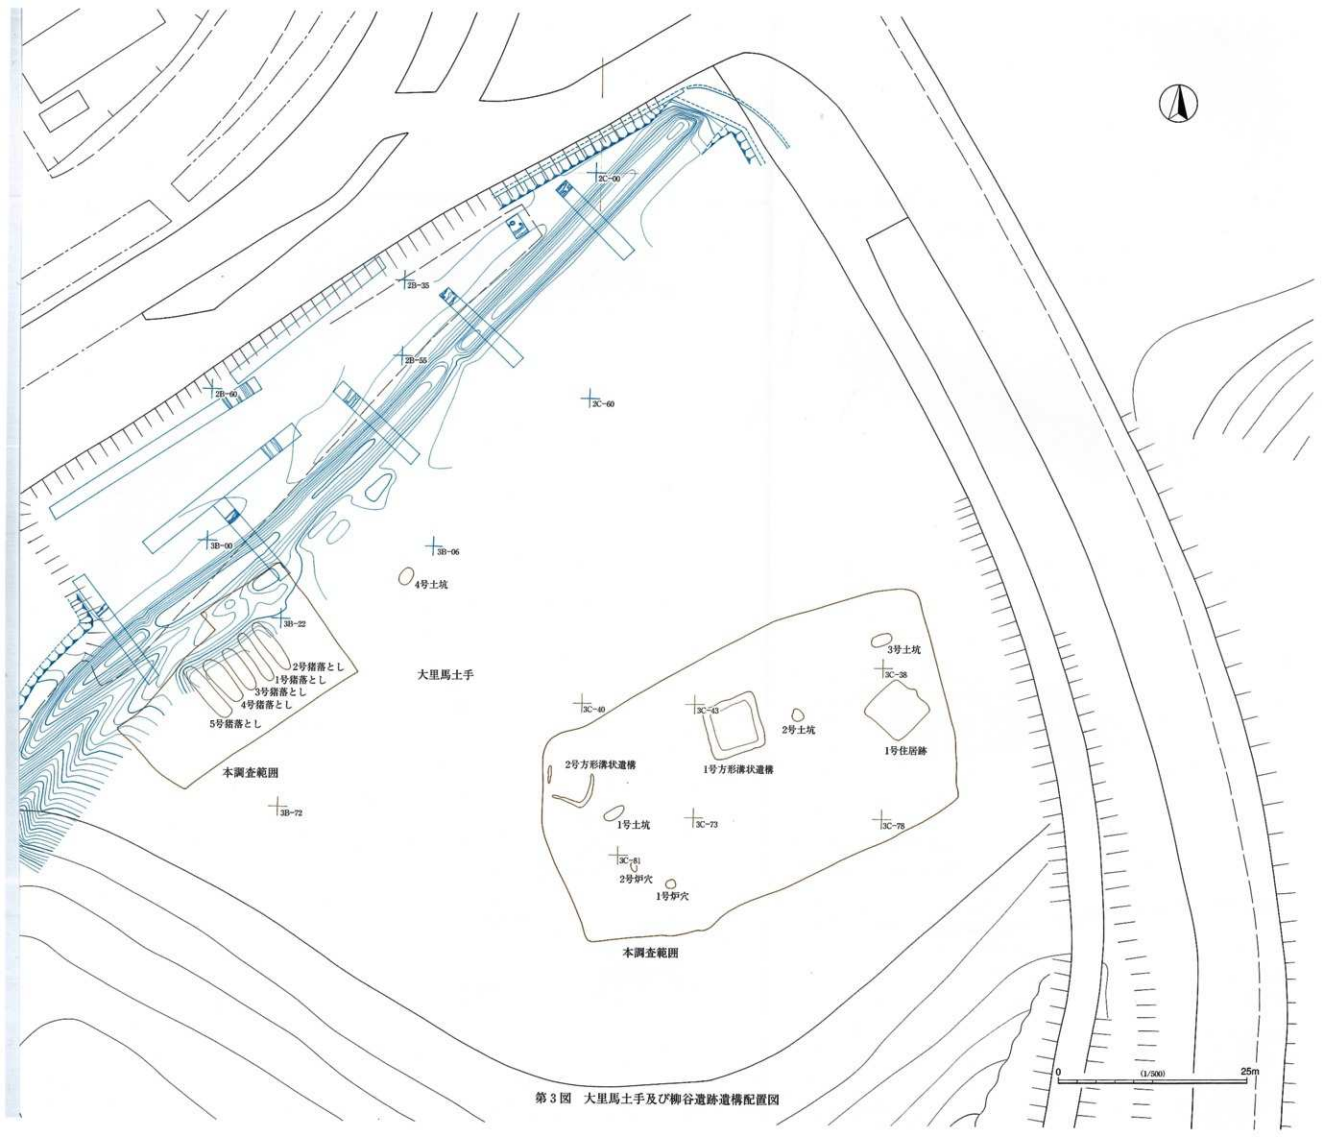 2C-00
2B-35
2B-55
2B-60
2C-60
3B-00
3B-06
4号土坑
3B-22
3号土坑
2号猪落とし
1号猪落とし
3号猪落とし
4号猪落とし
5号猪落とし
大里馬土手
3C-38
3C-40
3C-43
2号土坑
1号住居跡
本調査範囲
2号方形溝状遺構
1号方形溝状遺構
3B-72
1号土坑
3C-73
3C-78
3C-81
2号炉穴
1号炉穴
本調査範囲
0 (1/500) 25m
第3図 大里馬土手及び柳谷遺跡遺構配置図